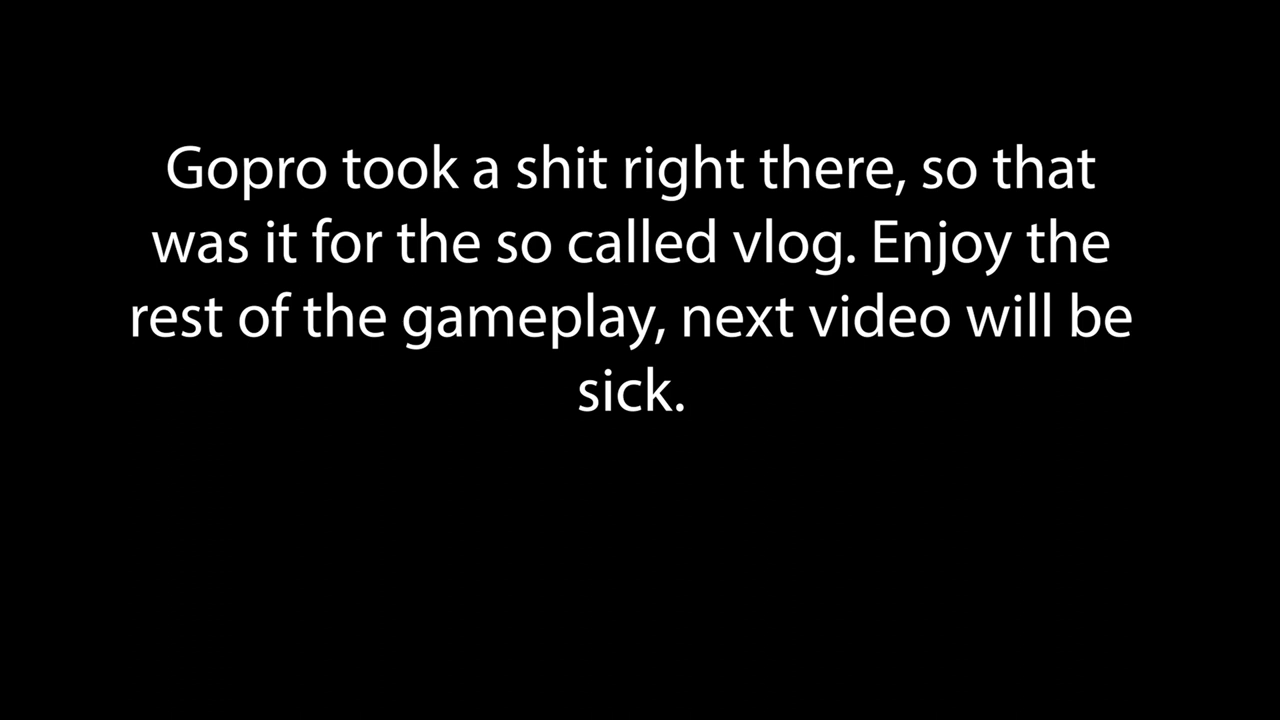 Gopro took a shit right there, so that
was it for the so called vlog. Enjoy the
rest of the gameplay, next video will be
sick.